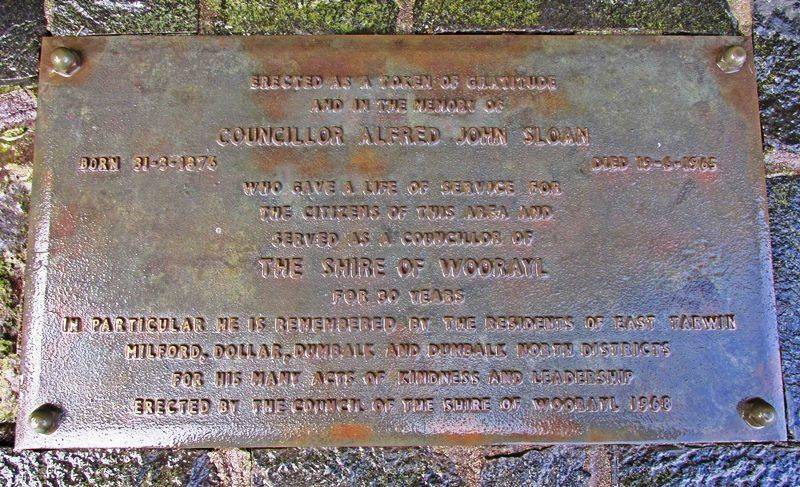 ERECTED AS A TOKEN OF GRATITUDE
AND IN THE MEMORY OF
COUNCILLOR ALFRED JOHN SLOAN
BORN 31-3-1876 DIED 19-6-1965
WHO GAVE A LIFE OF SERVICE FOR
THE CITIZENS OF THIS AREA AND
SERVED AS A COUNCILLOR OF
THE SHIRE OF WOORAYL
FOR 30 YEARS
IN PARTICULAR HE IS REMEMBERED BY THE RESIDENTS OF EAST TARWIN
MILFORD, DOLLAR, DUMBALK AND DUMBALK NORTH DISTRICTS
FOR HIS MANY ACTS OF KINDNESS AND LEADERSHIP
ERECTED BY THE COUNCIL OF THE SHIRE OF WOORAYL 1968